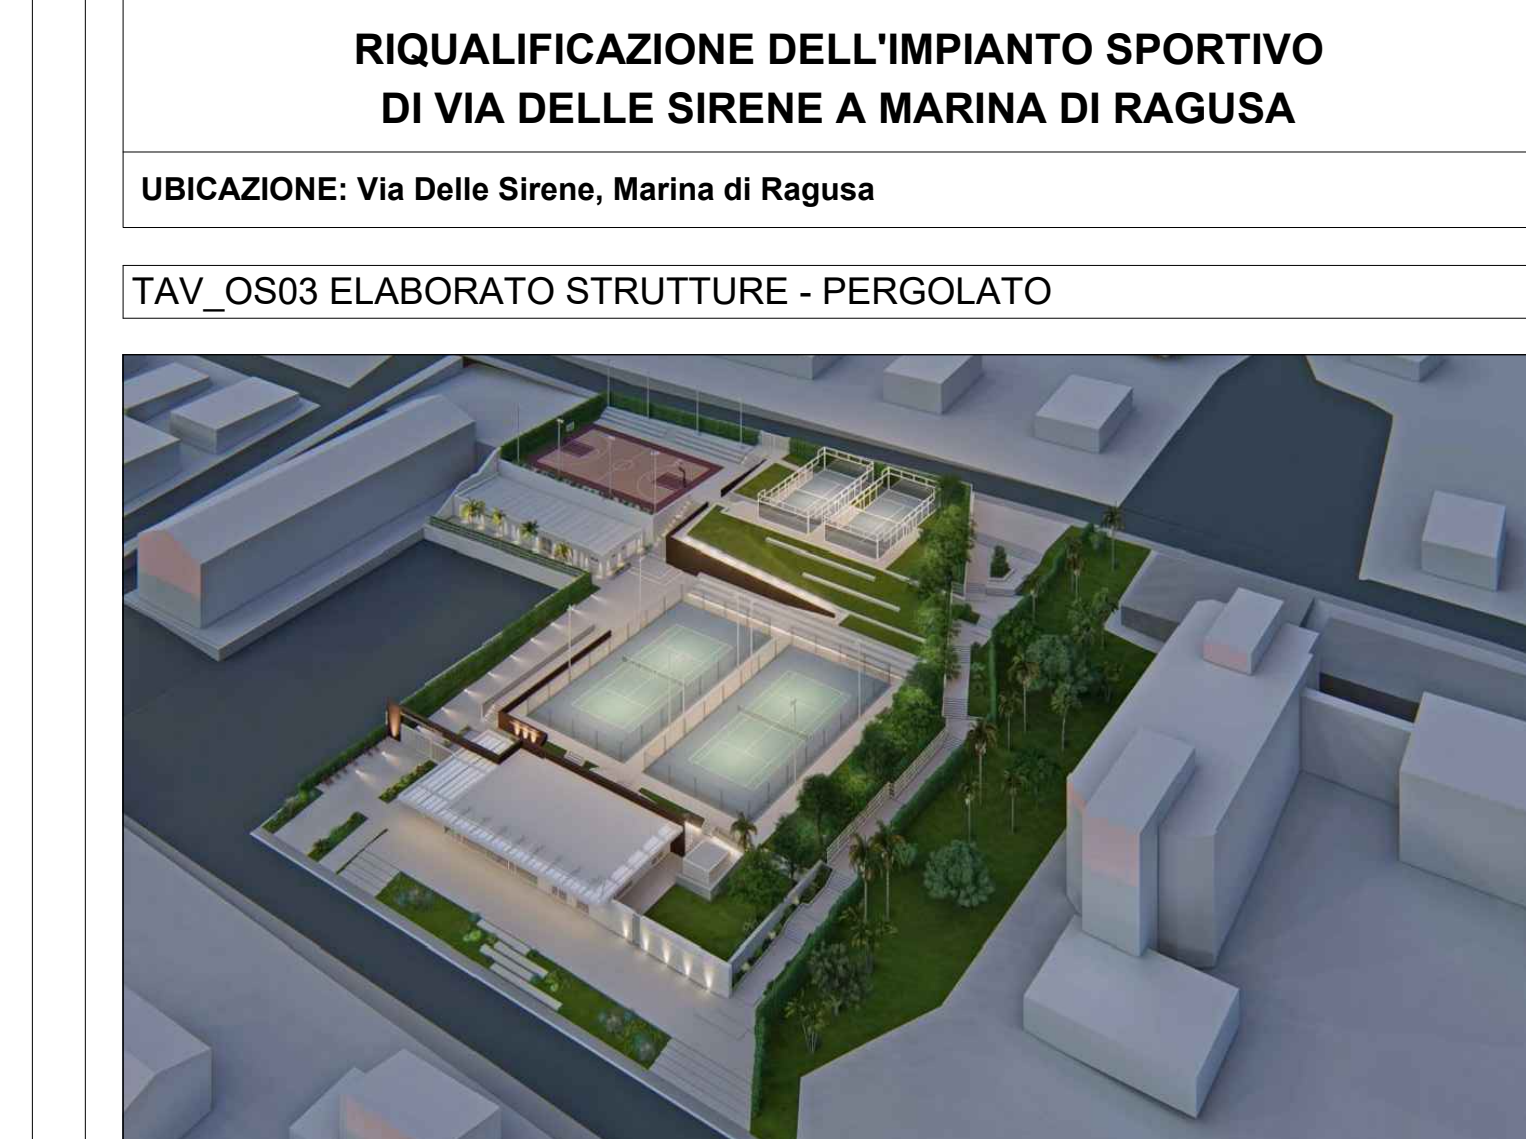 RIQUALIFICAZIONE DELL'IMPIANTO SPORTIVO
DI VIA DELLE SIRENE A MARINA DI RAGUSA
UBICAZIONE: Via Delle Sirene, Marina di Ragusa
TAV_OS03 ELABORATO STRUTTURE - PERGOLATO